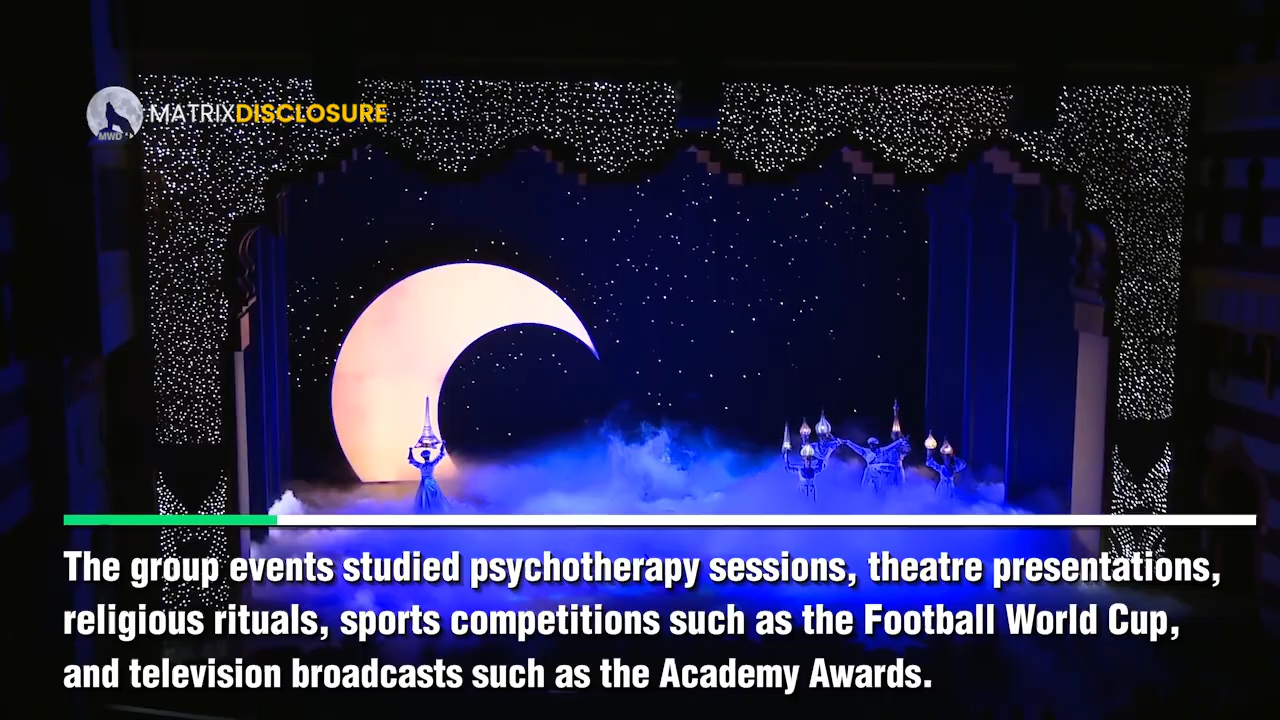 MATRIXDISCLOSURE
MWD
The group events studied psychotherapy sessions, theatre presentations,
religious rituals, sports competitions such as the Football World Cup,
and television broadcasts such as the Academy Awards.